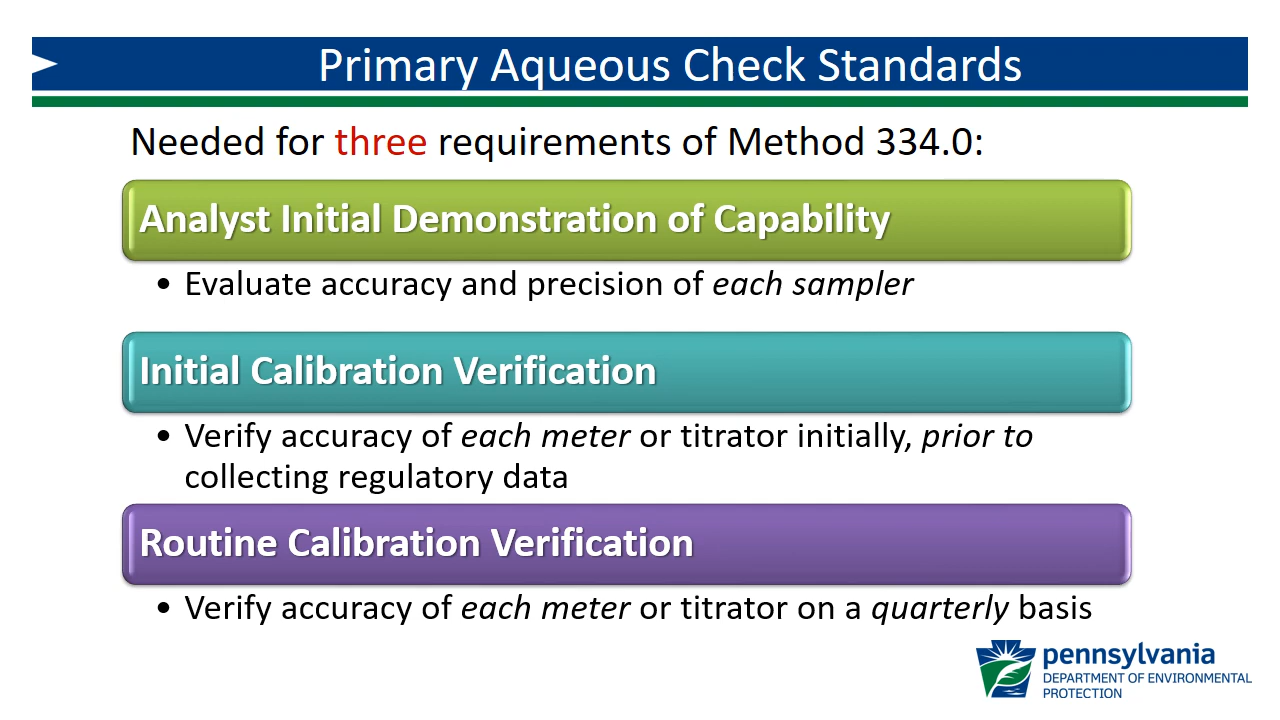 Primary Aqueous Check Standards
Needed for three requirements of Method 334.0:
Analyst Initial Demonstration of Capability
• Evaluate accuracy and precision of each sampler
Initial Calibration Verification
• Verify accuracy of each meter or titrator initially, prior to
collecting regulatory data
Routine Calibration Verification
• Verify accuracy of each meter or titrator on a quarterly basis
pennsylvania
DEPARTMENT OF ENVIRONMENTAL
PROTECTION